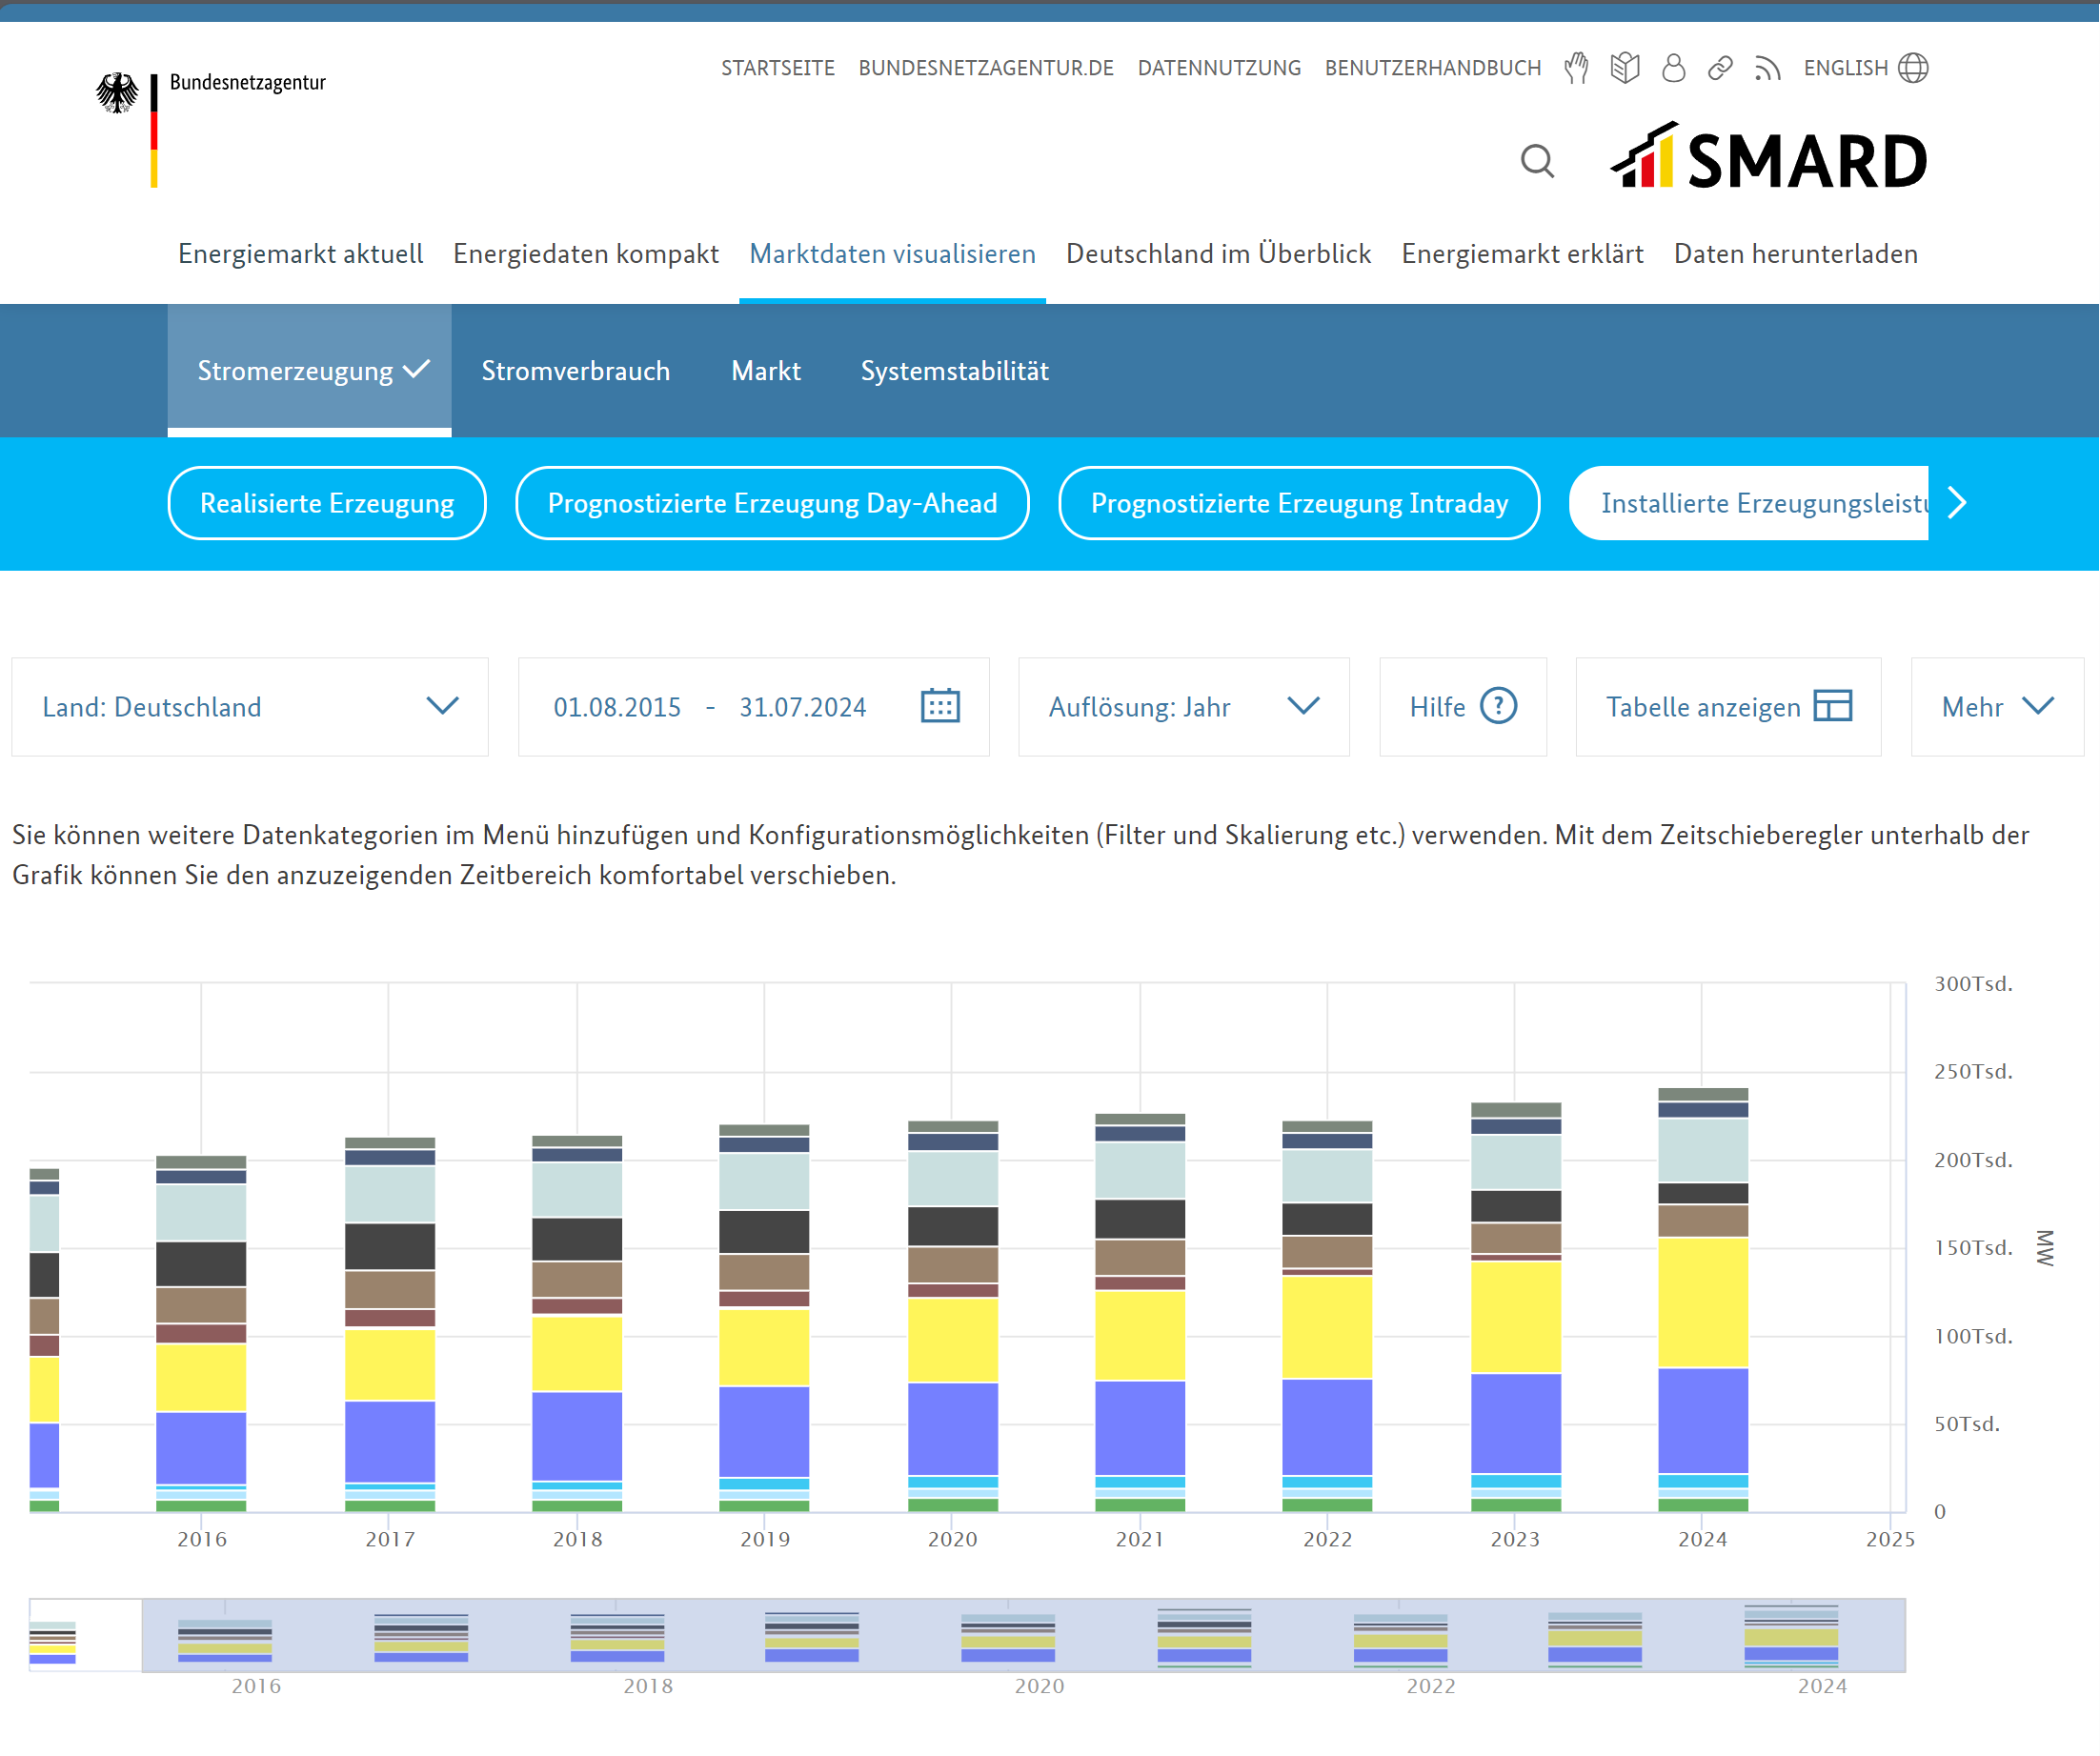 Bundesnetzagentur
STARTSEITE BUNDESNETZAGENTUR.DE DATENNUTZUNG BENUTZERHANDBUCH ENGLISH
SMARD
Energiemarkt aktuell Energiedaten kompakt Marktdaten visualisieren Deutschland im Überblick Energiemarkt erklärt Daten herunterladen
Stromerzeugung Stromverbrauch Markt Systemstabilität
Realisierte Erzeugung Prognostizierte Erzeugung Day-Ahead Prognostizierte Erzeugung Intraday Installierte Erzeugungsleistu
Land: Deutschland 01.08.2015 - 31.07.2024 Auflösung: Jahr Hilfe ? Tabelle anzeigen Mehr
Sie können weitere Datenkategorien im Menü hinzufügen und Konfigurationsmöglichkeiten (Filter und Skalierung etc.) verwenden. Mit dem Zeitschieberegler unterhalb der
Grafik können Sie den anzuzeigenden Zeitbereich komfortabel verschieben.
300Tsd.
250Tsd.
200Tsd.
150Tsd.
MW
100Tsd.
50Tsd.
0
2016 2017 2018 2019 2020 2021 2022 2023 2024 2025
2016 2018 2020 2022 2024